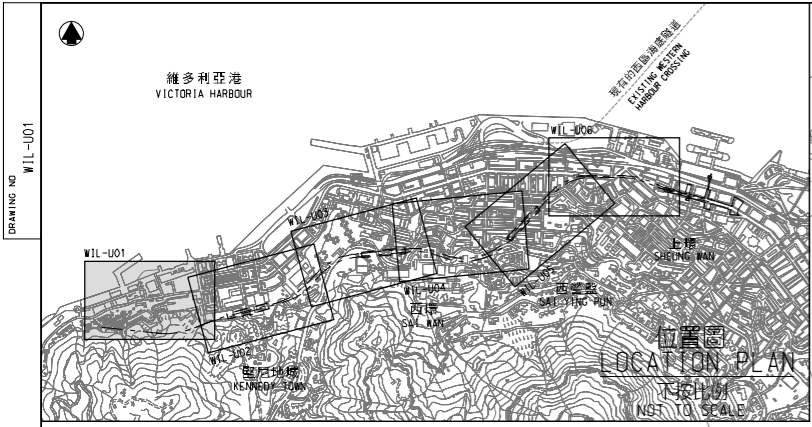 DRAWING NO
WIL-U01
維多利亞港
VICTORIA HARBOUR
現有的西區海底隧道
EXISTING WESTERN
HARBOUR CROSSING
WIL-U06
WIL-U03
WIL-U01
上環
SHEUNG WAN
WIL-U04
西營盤
SAI YING PUN
西環
SAI WAN
WIL-U02
堅尼地城
KENNEDY TOWN
位置圖
LOCATION PLAN
不按比例
NOT TO SCALE